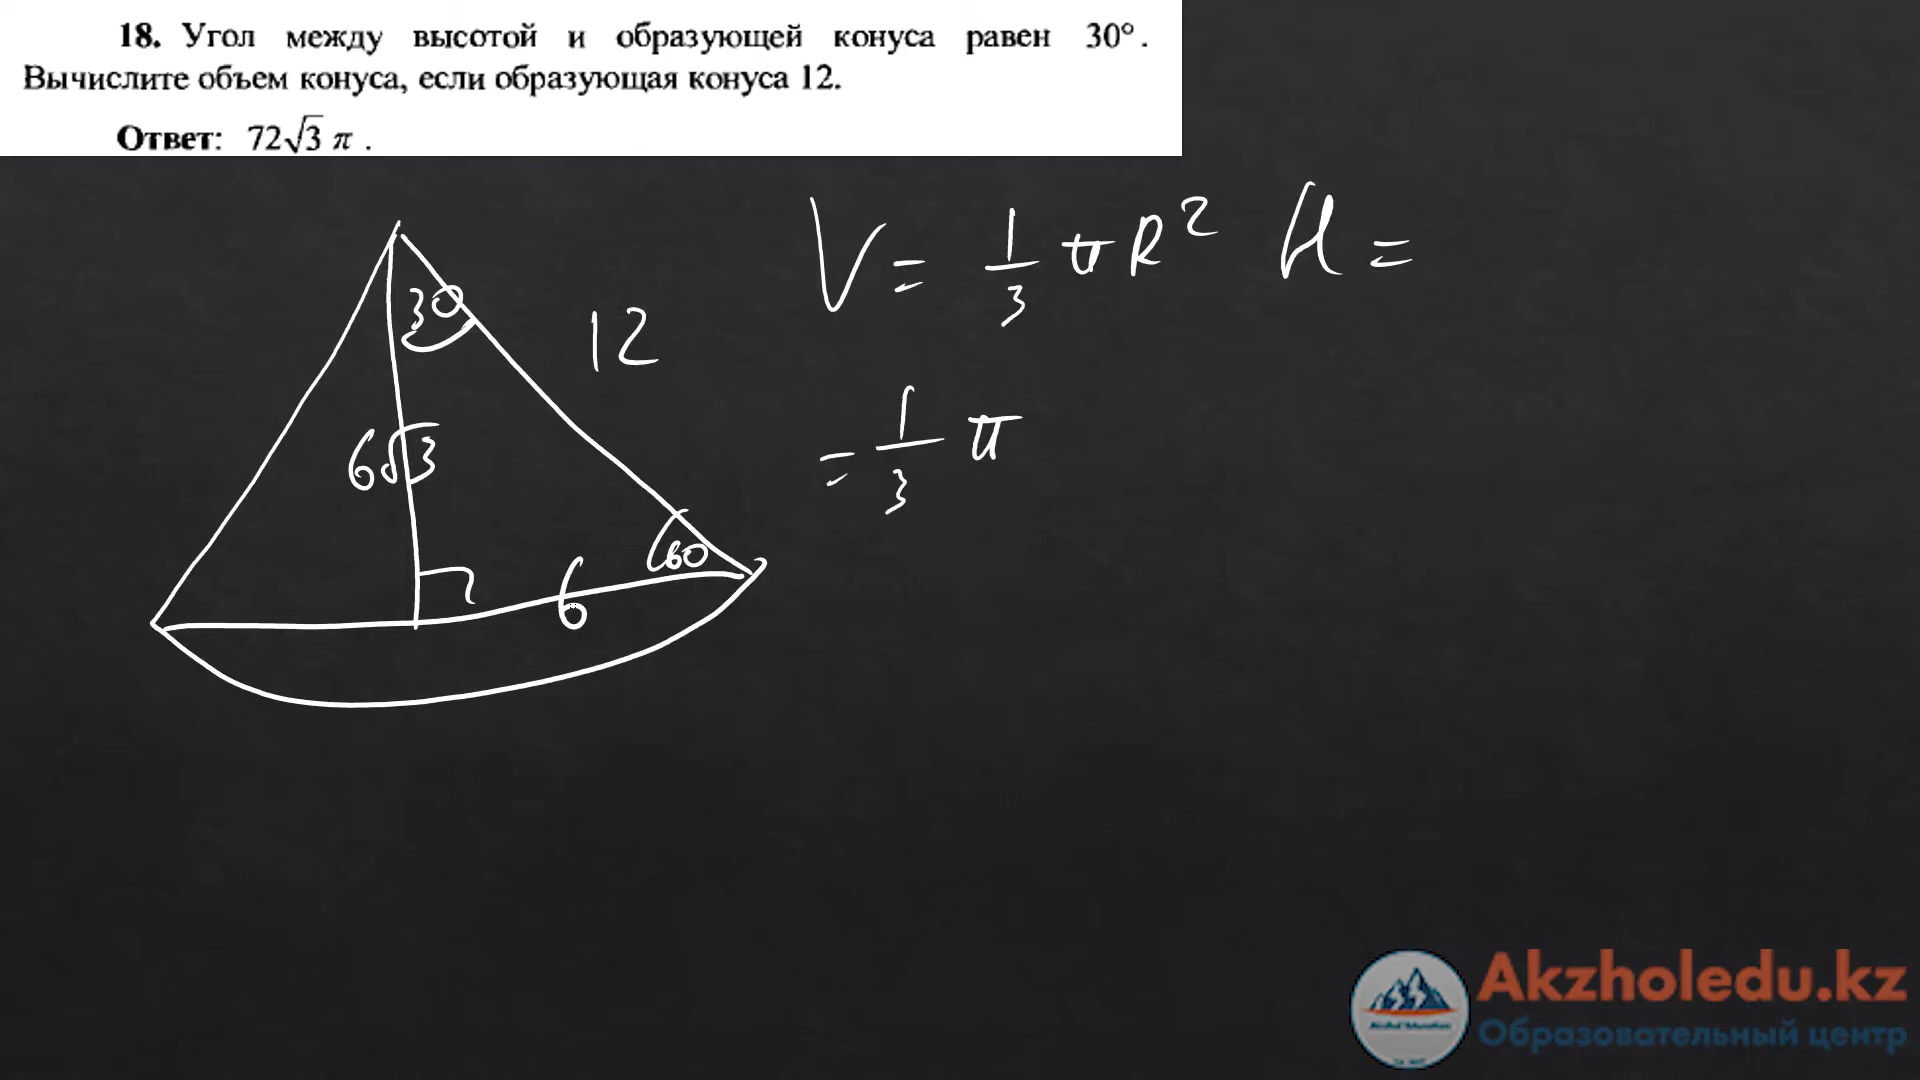 18. Угол между высотой и образующей конуса равен 30°.
Вычислите объем конуса, если образующая конуса 12.
Ответ: 72√3 π .
V = 1/3 π R² H =
30
12
= 1/3 π
6√3
60
6
Akzholedu.kz
Образовательный центр